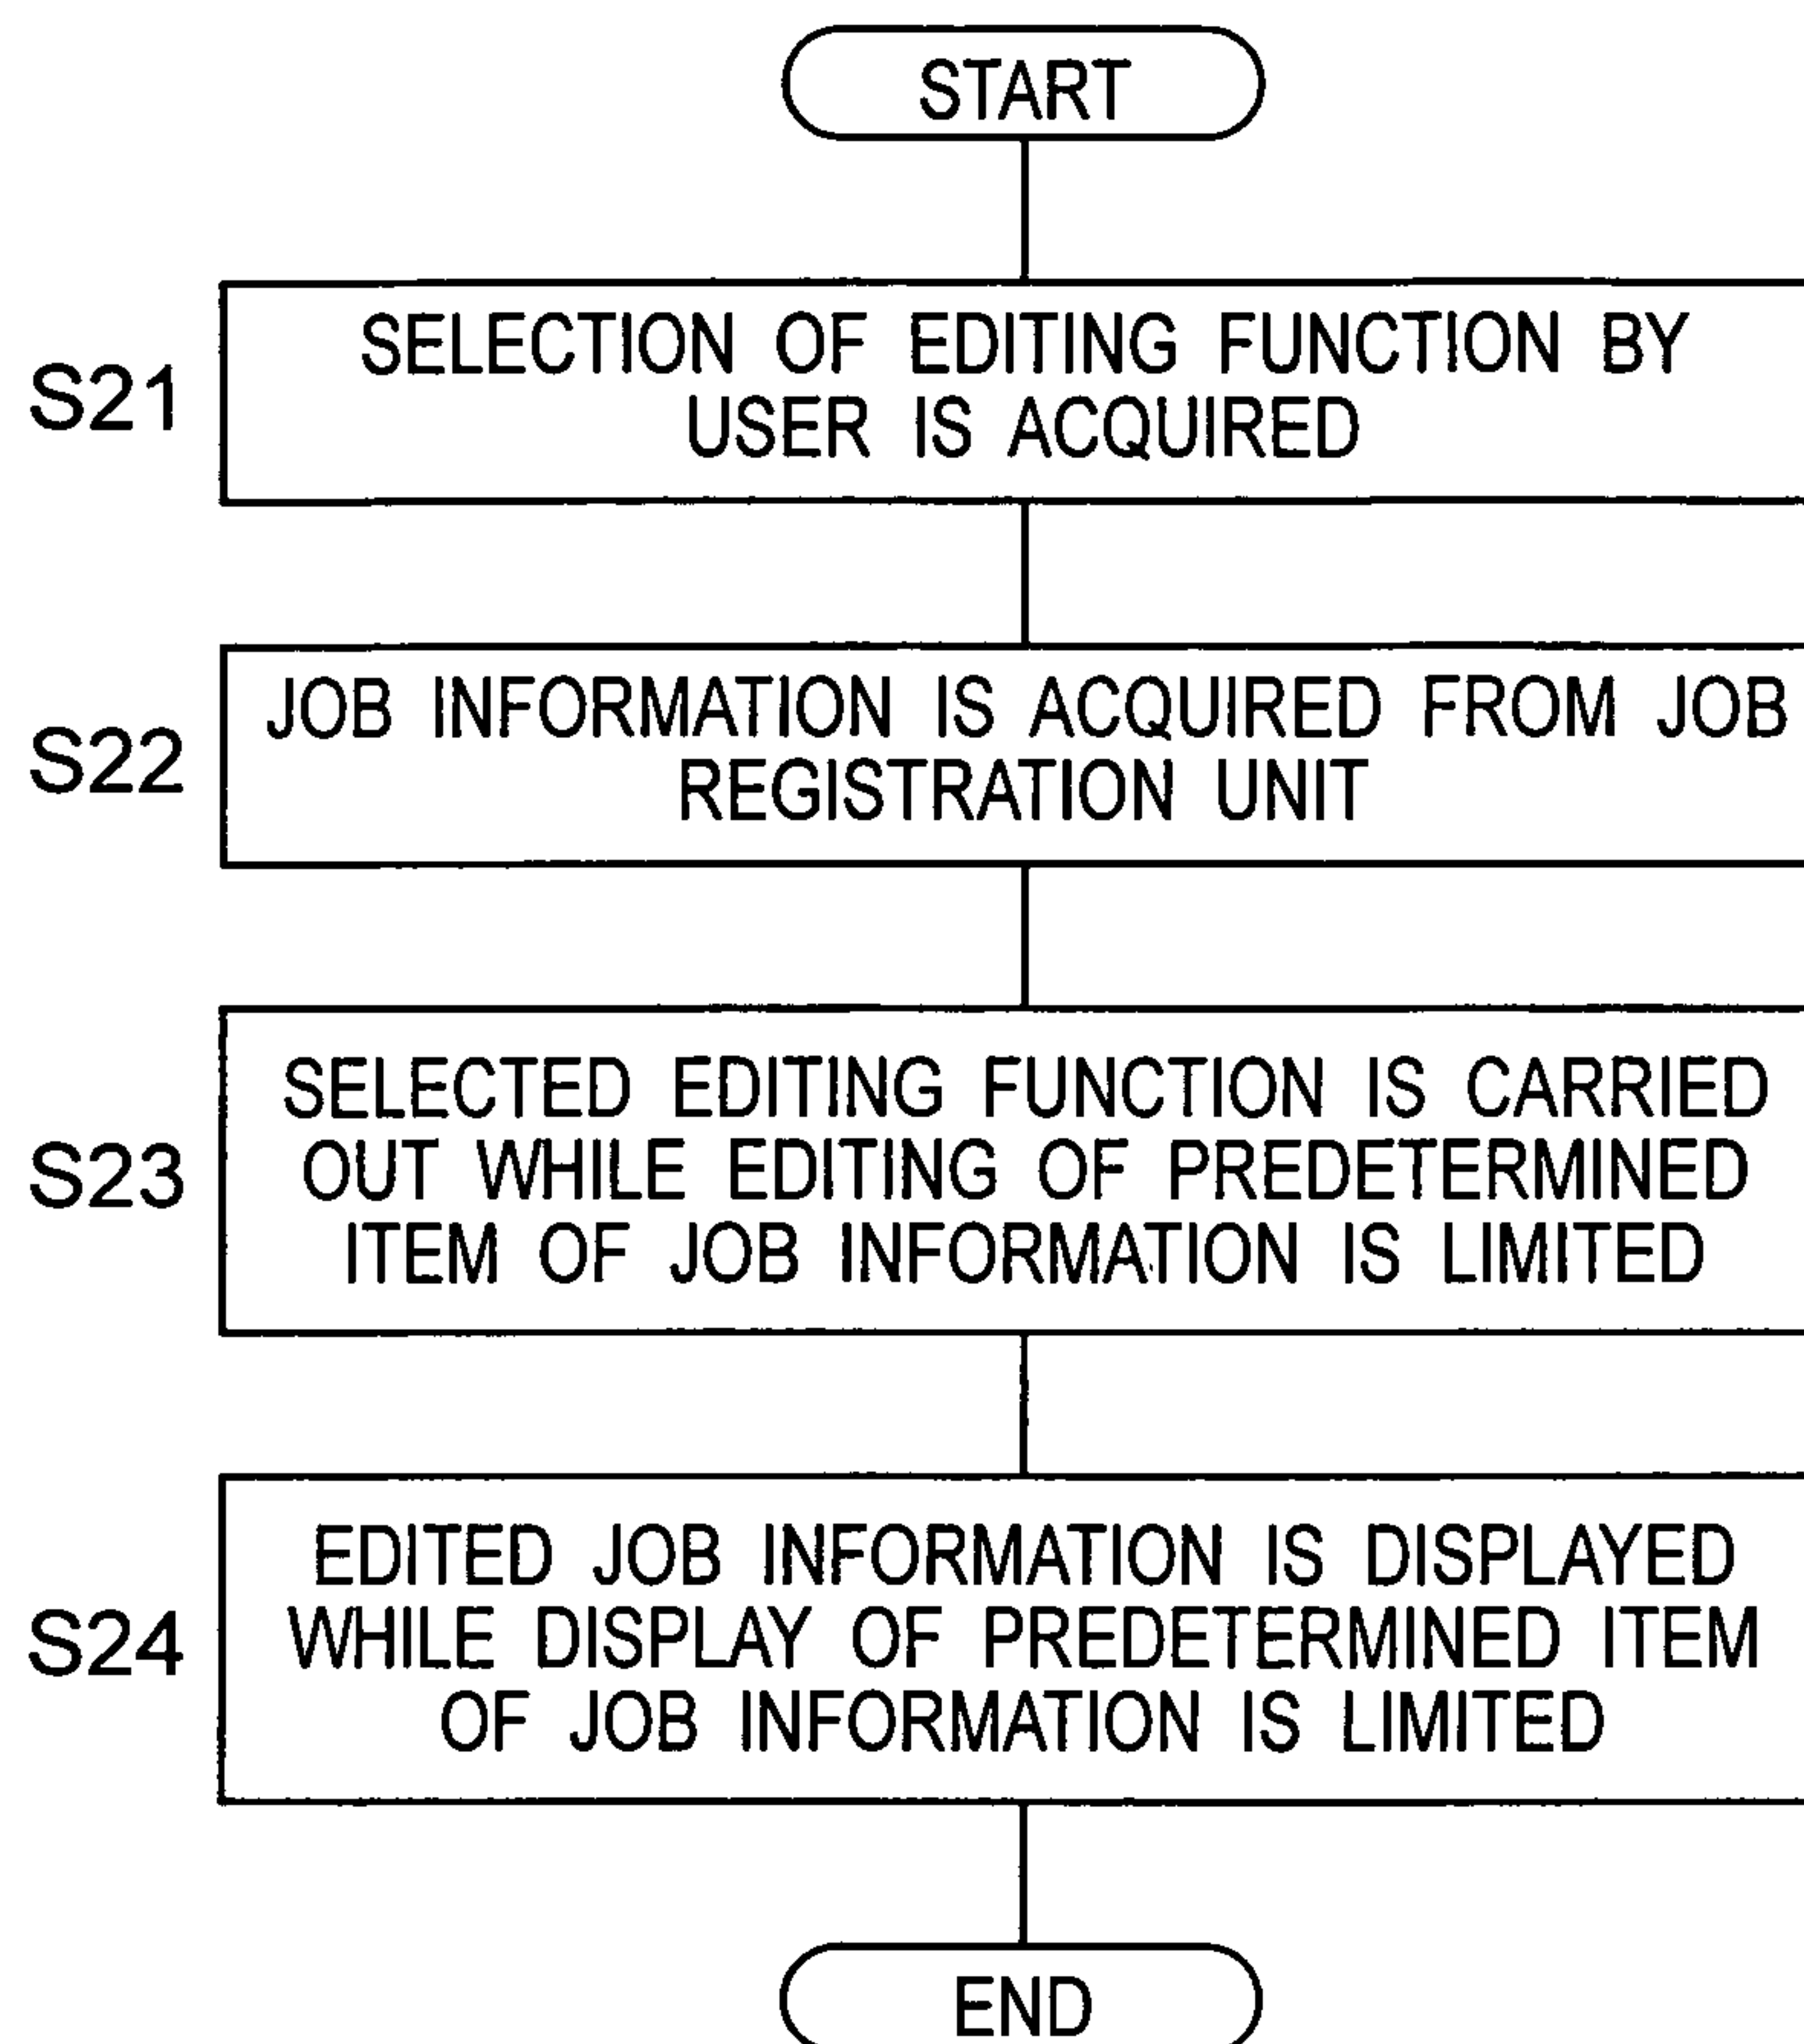 START
S21
SELECTION OF EDITING FUNCTION BY
USER IS ACQUIRED
S22
JOB INFORMATION IS ACQUIRED FROM JOB
REGISTRATION UNIT
S23
SELECTED EDITING FUNCTION IS CARRIED
OUT WHILE EDITING OF PREDETERMINED
ITEM OF JOB INFORMATION IS LIMITED
S24
EDITED JOB INFORMATION IS DISPLAYED
WHILE DISPLAY OF PREDETERMINED ITEM
OF JOB INFORMATION IS LIMITED
END